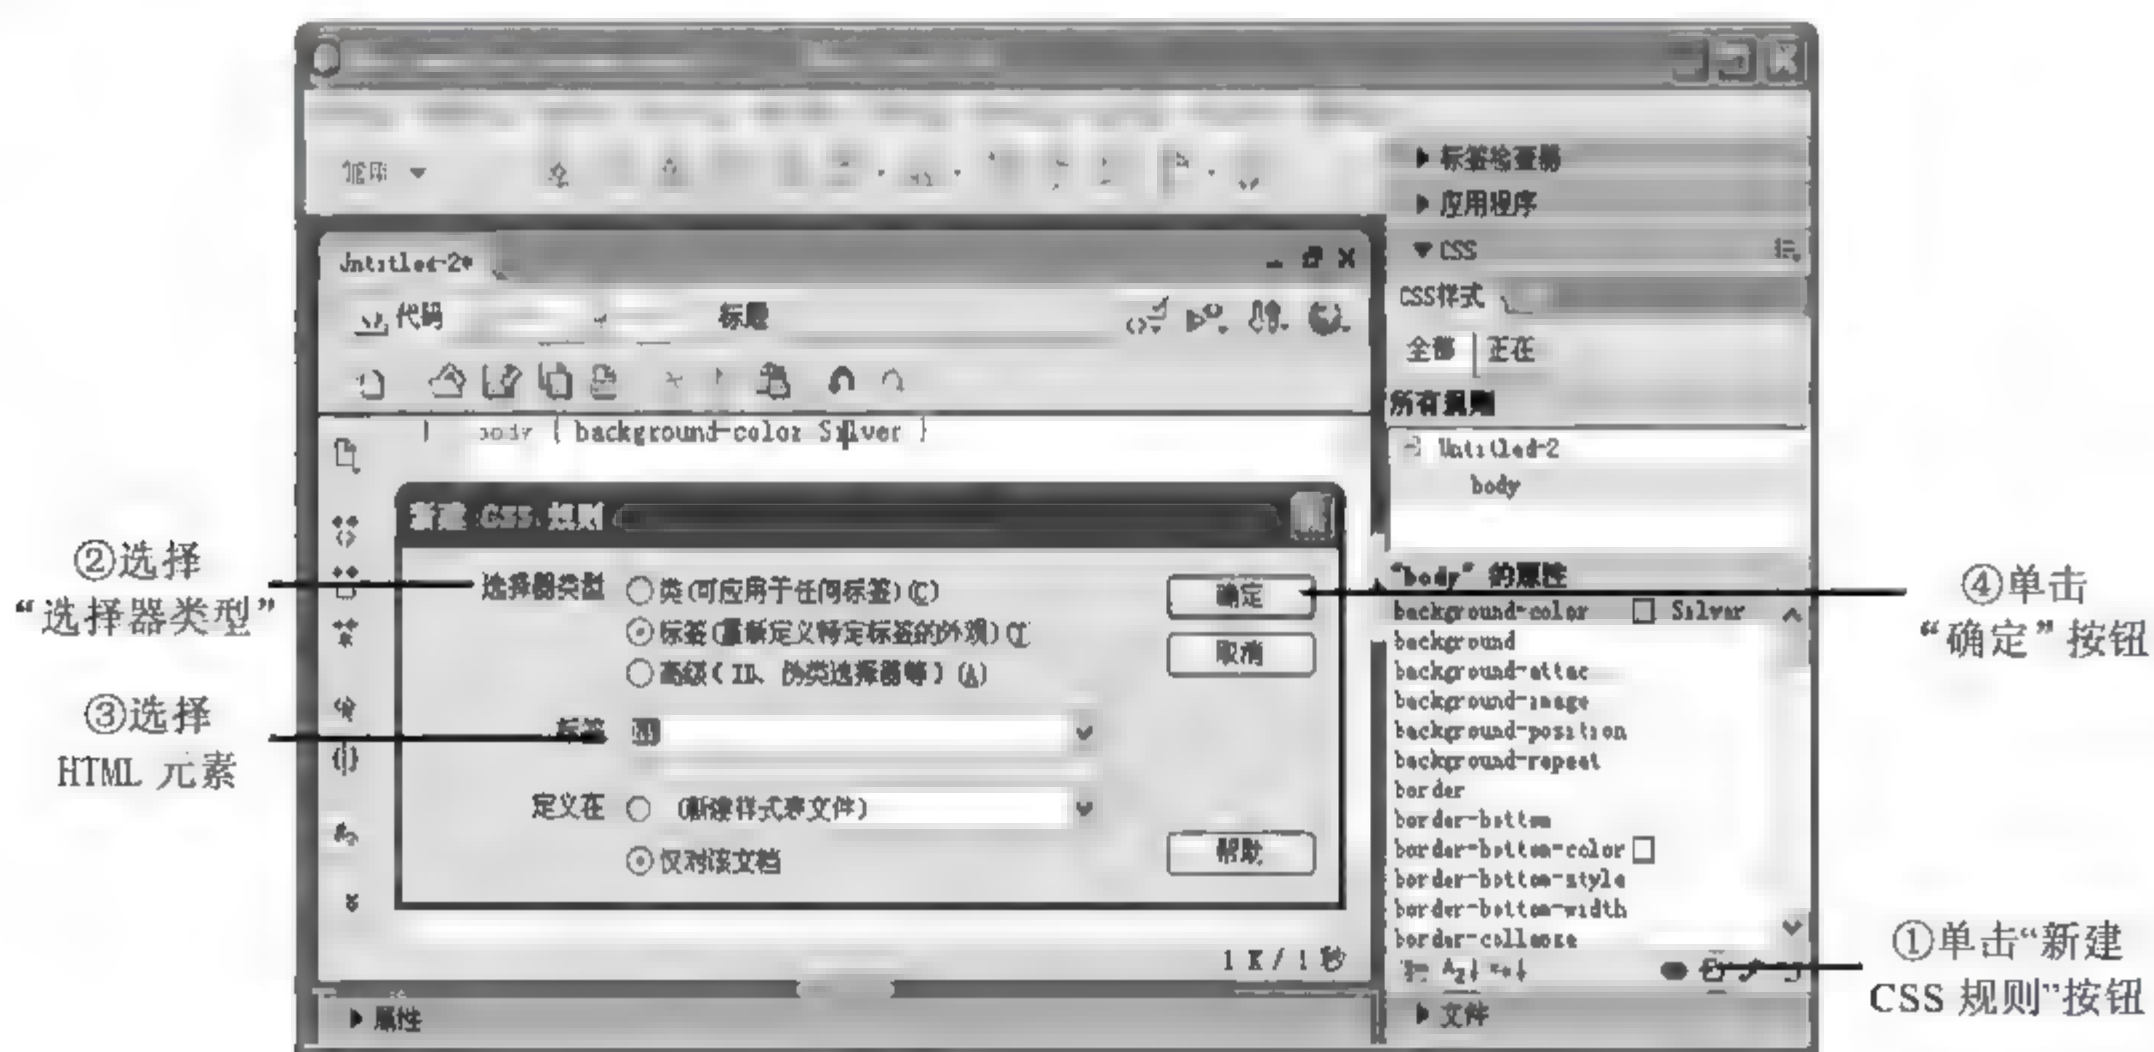 常用
标签检查器
应用程序
CSS
CSS样式
全部 正在
所有规则
Untitled-2
body
"body" 的属性
background-color Silver
background
background-attac
background-image
background-position
background-repeat
border
border-bottom
border-bottom-color
border-bottom-style
border-bottom-width
border-collapse
文件
Untitled-2*
代码
标题
body { background-color Silver }
新建 CSS 规则
选择器类型
类(可应用于任何标签)(C)
标签(重新定义特定标签的外观)(T)
高级(ID、伪类选择器等)(A)
标签
定义在
(新建样式表文件)
仅对该文档
确定
取消
帮助
1 K / 1 秒
属性
②选择
“选择器类型”
③选择
HTML 元素
④单击
“确定”按钮
①单击“新建
CSS 规则”按钮